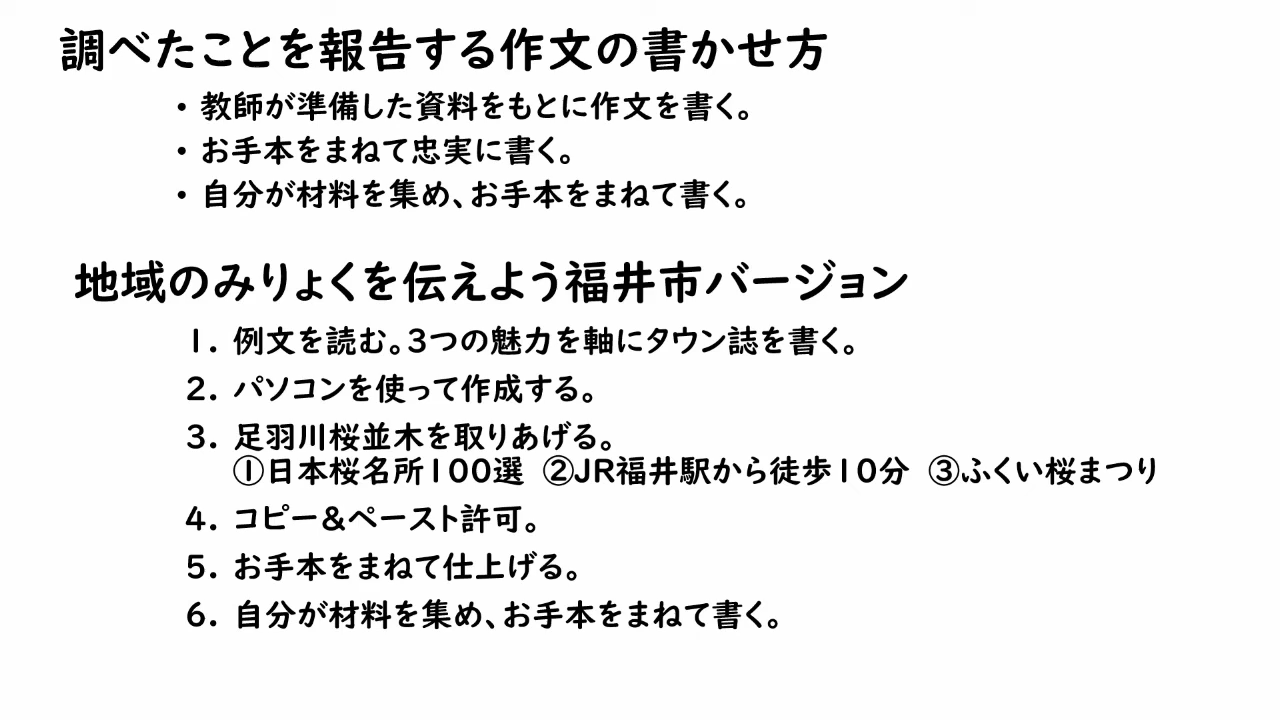 調べたことを報告する作文の書かせ方
• 教師が準備した資料をもとに作文を書く。
• お手本をまねて忠実に書く。
• 自分が材料を集め、お手本をまねて書く。
地域のみりょくを伝えよう福井市バージョン
1. 例文を読む。3つの魅力を軸にタウン誌を書く。
2. パソコンを使って作成する。
3. 足羽川桜並木を取りあげる。
①日本桜名所100選 ②JR福井駅から徒歩10分 ③ふくい桜まつり
4. コピー&ペースト許可。
5. お手本をまねて仕上げる。
6. 自分が材料を集め、お手本をまねて書く。